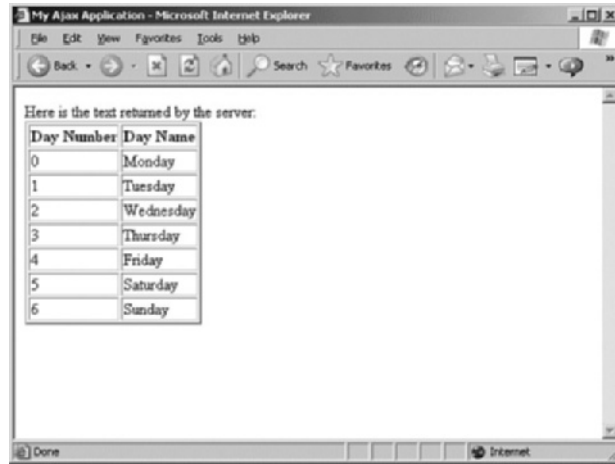 My Ajax Application - Microsoft Internet Explorer
File Edit View Favorites Tools Help
Back Search Favorites
Here is the text returned by the server:
Day Number Day Name
0 Monday
1 Tuesday
2 Wednesday
3 Thursday
4 Friday
5 Saturday
6 Sunday
Done Internet